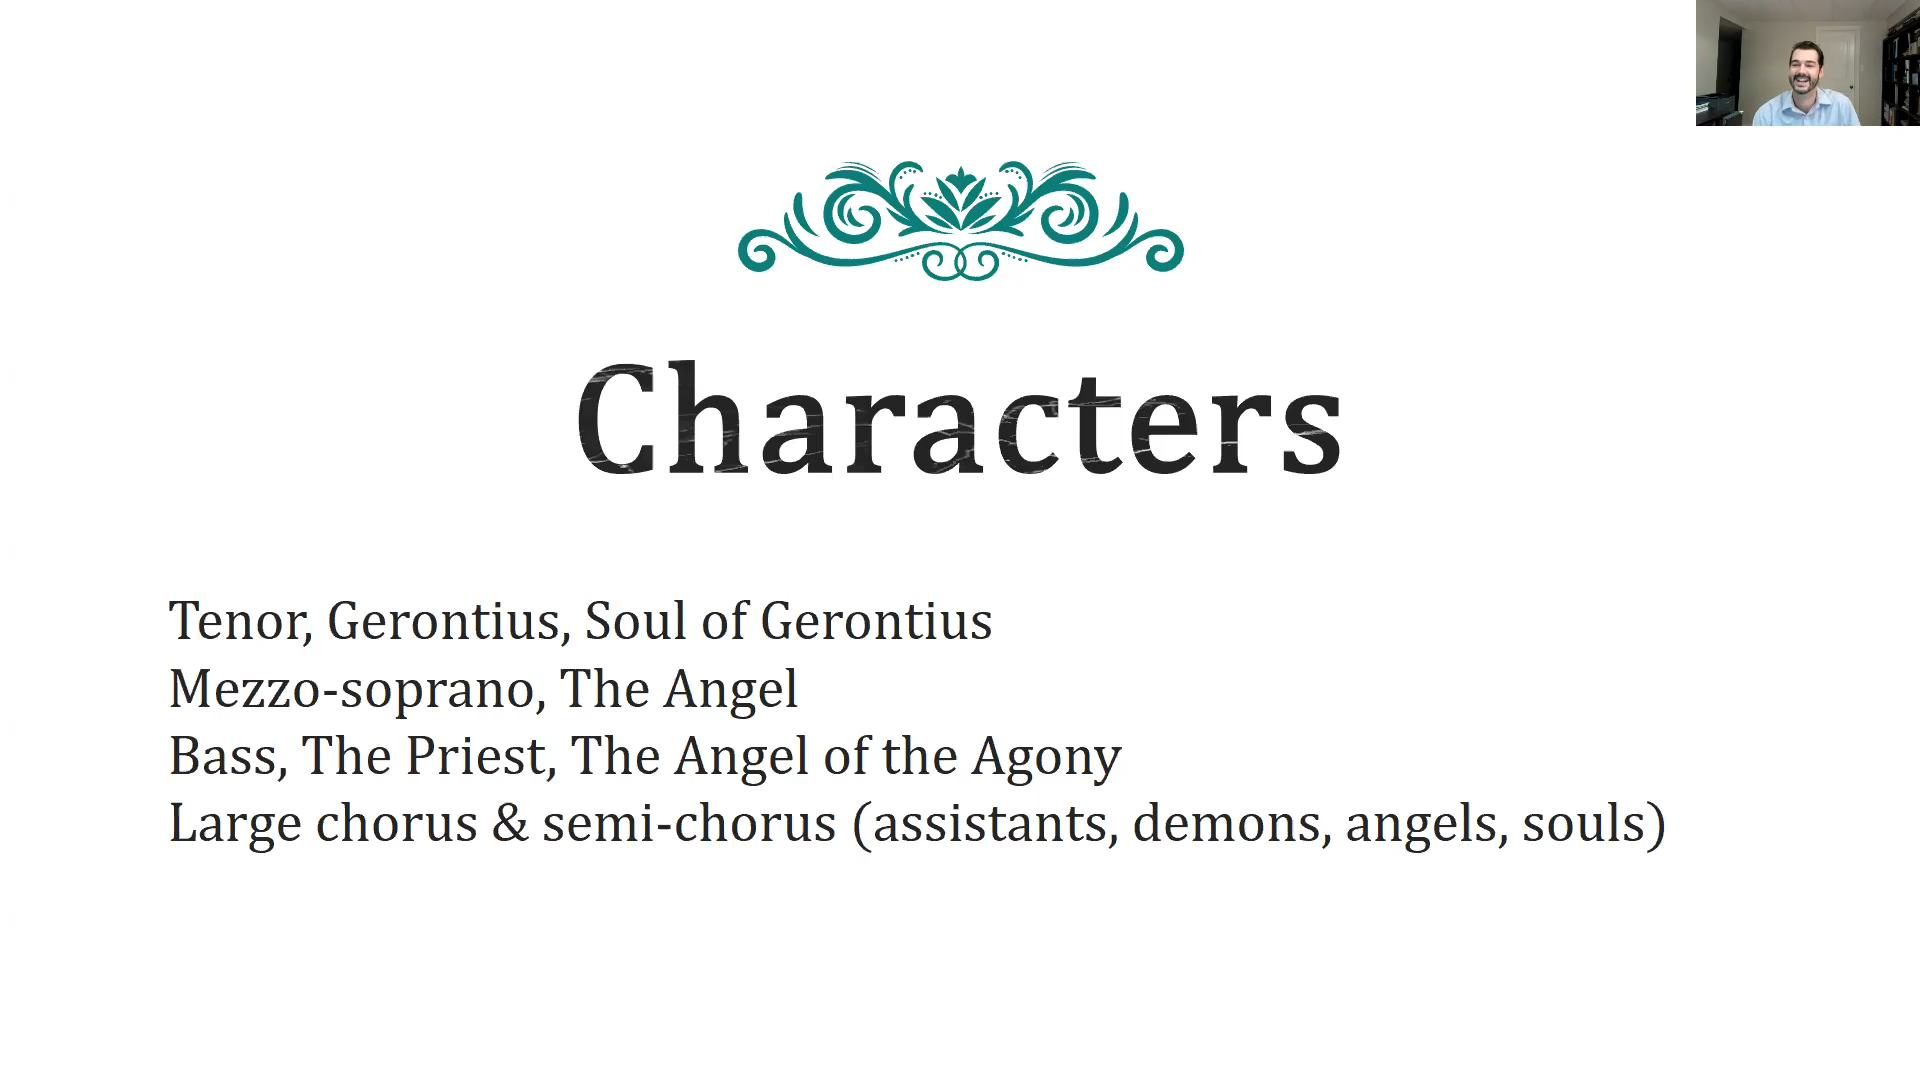 Characters
Tenor, Gerontius, Soul of Gerontius
Mezzo-soprano, The Angel
Bass, The Priest, The Angel of the Agony
Large chorus & semi-chorus (assistants, demons, angels, souls)